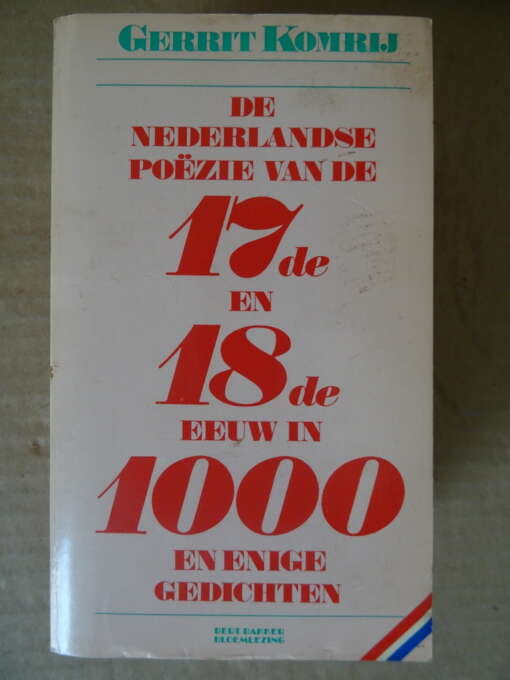 GERRIT KOMRIJ
DE
NEDERLANDSE
POËZIE VAN DE
17de
EN
18de
EEUW IN
1000
EN ENIGE
GEDICHTEN
BERT BAKKER
BLOEMLEZING